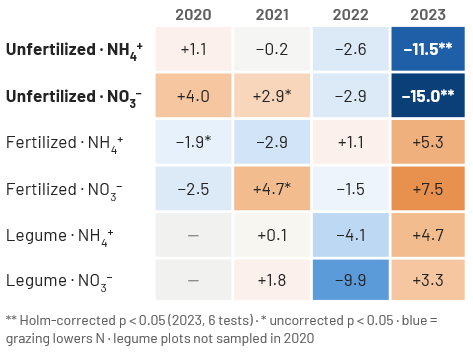 2020 2021 2022 2023
Unfertilized · NH₄⁺ +1.1 −0.2 −2.6 −11.5**
Unfertilized · NO₃⁻ +4.0 +2.9* −2.9 −15.0**
Fertilized · NH₄⁺ −1.9* −2.9 +1.1 +5.3
Fertilized · NO₃⁻ −2.5 +4.7* −1.5 +7.5
Legume · NH₄⁺ — +0.1 −4.1 +4.7
Legume · NO₃⁻ — +1.8 −9.9 +3.3
** Holm-corrected p < 0.05 (2023, 6 tests) · * uncorrected p < 0.05 · blue =
grazing lowers N · legume plots not sampled in 2020